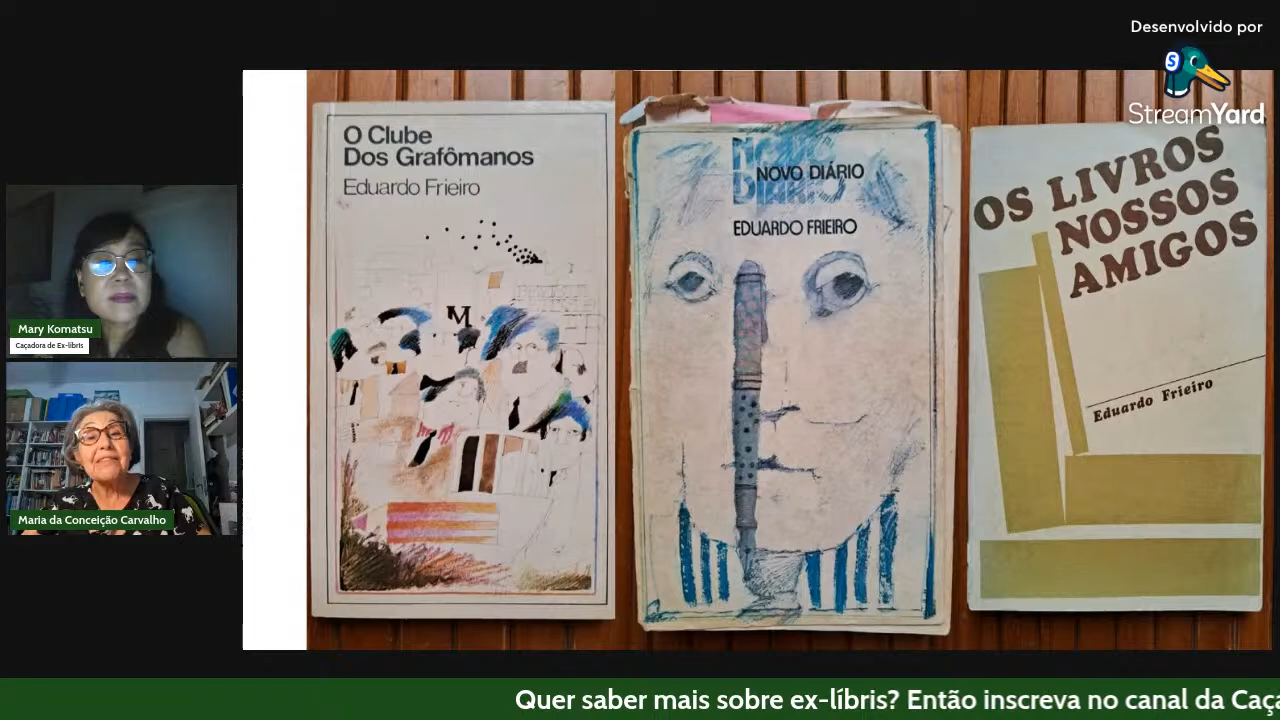 Desenvolvido por
StreamYard
Mary Komatsu
Caçadora de Ex-líbris
Maria da Conceição Carvalho
O Clube
Dos Grafômanos
Eduardo Frieiro
M
NOVO
DIÁRIO
NOVO DIÁRIO
EDUARDO FRIEIRO
OS LIVROS
NOSSOS
AMIGOS
Eduardo Frieiro
Quer saber mais sobre ex-líbris? Então inscreva no canal da Caça